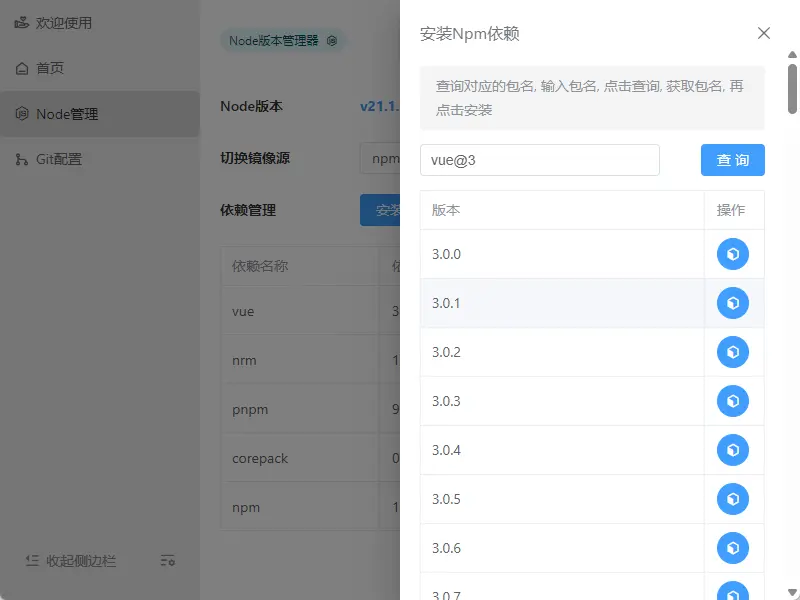 欢迎使用
首页
Node管理
Git配置
收起侧边栏
Node版本管理器
Node版本
v21.1.
切换镜像源
npm
依赖管理
安装
依赖名称
vue
3
nrm
1
pnpm
9
corepack
0
npm
1
安装Npm依赖
查询对应的包名, 输入包名, 点击查询, 获取包名, 再
点击安装
vue@3
查 询
版本
操作
3.0.0
3.0.1
3.0.2
3.0.3
3.0.4
3.0.5
3.0.6
3.0.7